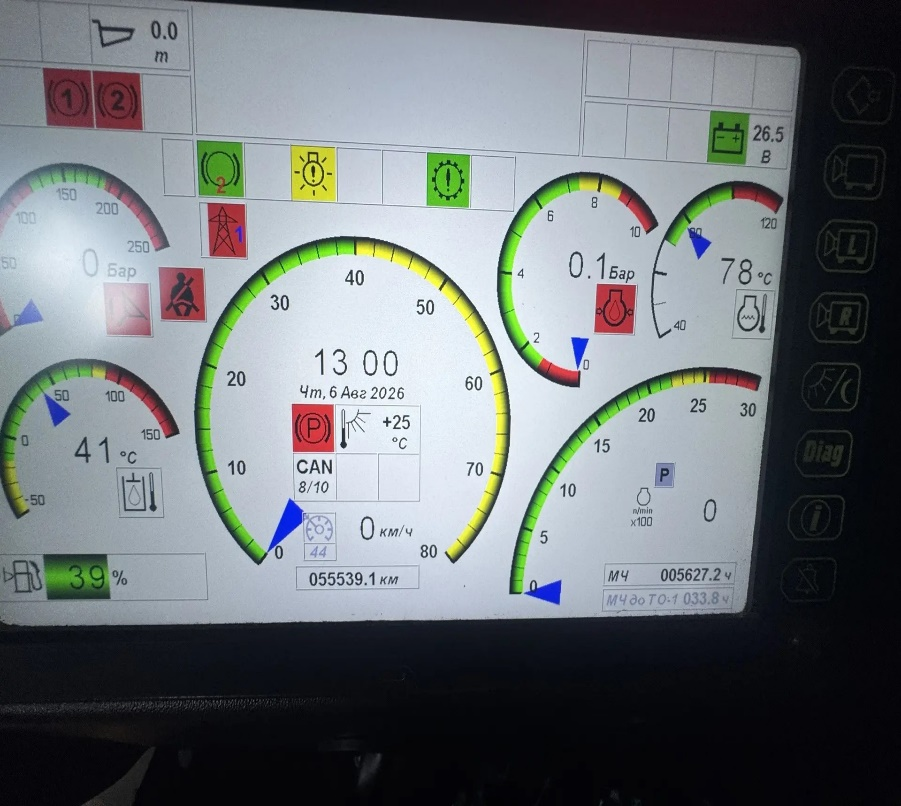 0.0
m
1 2
26.5
В
2
1
50 100 150 200 250
0 Бар
0 2 4 6 8 10
0.1 Бар
40 80 120
78 °C
-50 0 50 100 150
41 °C
0 10 20 30 40 50 60 70 80
13 00
Чт, 6 Авг 2026
P
+25
°C
CAN
8/10
44
0 км/ч
055539.1 км
0 5 10 15 20 25 30
P
n/min
x100
0
МЧ 005627.2 ч
МЧ до ТО-1 033.8 ч
39 %
L
R
Diag
i